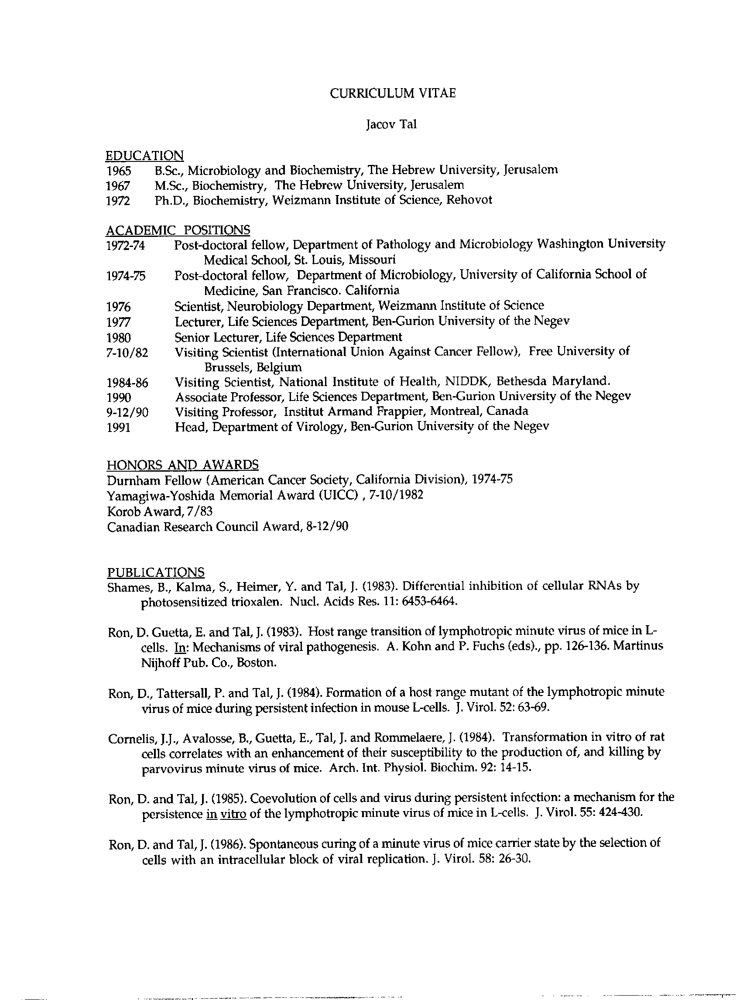 CURRICULUM VITAE
Jacov Tal
EDUCATION
1965 B.Sc., Microbiology and Biochemistry, The Hebrew University, Jerusalem
1967 M.Sc., Biochemistry, The Hebrew University, Jerusalem
1972 Ph.D., Biochemistry, Weizmann Institute of Science, Rehovot
ACADEMIC POSITIONS
1972-74 Post-doctoral fellow, Department of Pathology and Microbiology Washington University
Medical School, St. Louis, Missouri
1974-75 Post-doctoral fellow, Department of Microbiology, University of California School of
Medicine, San Francisco. California
1976 Scientist, Neurobiology Department, Weizmann Institute of Science
1977 Lecturer, Life Sciences Department, Ben-Gurion University of the Negev
1980 Senior Lecturer, Life Sciences Department
7-10/82 Visiting Scientist (International Union Against Cancer Fellow), Free University of
Brussels, Belgium
1984-86 Visiting Scientist, National Institute of Health, NIDDK, Bethesda Maryland.
1990 Associate Professor, Life Sciences Department, Ben-Gurion University of the Negev
9-12/90 Visiting Professor, Institut Armand Frappier, Montreal, Canada
1991 Head, Department of Virology, Ben-Gurion University of the Negev
HONORS AND AWARDS
Durnham Fellow (American Cancer Society, California Division), 1974-75
Yamagiwa-Yoshida Memorial Award (UICC) , 7-10/1982
Korob Award, 7/83
Canadian Research Council Award, 8-12/90
PUBLICATIONS
Shames, B., Kalma, S., Heimer, Y. and Tal, J. (1983). Differential inhibition of cellular RNAs by
photosensitized trioxalen. Nucl. Acids Res. 11: 6453-6464.
Ron, D. Guetta, E. and Tal, J. (1983). Host range transition of lymphotropic minute virus of mice in L-
cells. In: Mechanisms of viral pathogenesis. A. Kohn and P. Fuchs (eds)., pp. 126-136. Martinus
Nijhoff Pub. Co., Boston.
Ron, D., Tattersall, P. and Tal, J. (1984). Formation of a host range mutant of the lymphotropic minute
virus of mice during persistent infection in mouse L-cells. J. Virol. 52: 63-69.
Cornelis, J.J., Avalosse, B., Guetta, E., Tal, J. and Rommelaere, J. (1984). Transformation in vitro of rat
cells correlates with an enhancement of their susceptibility to the production of, and killing by
parvovirus minute virus of mice. Arch. Int. Physiol. Biochim. 92: 14-15.
Ron, D. and Tal, J. (1985). Coevolution of cells and virus during persistent infection: a mechanism for the
persistence in vitro of the lymphotropic minute virus of mice in L-cells. J. Virol. 55: 424-430.
Ron, D. and Tal, J. (1986). Spontaneous curing of a minute virus of mice carrier state by the selection of
cells with an intracellular block of viral replication. J. Virol. 58: 26-30.